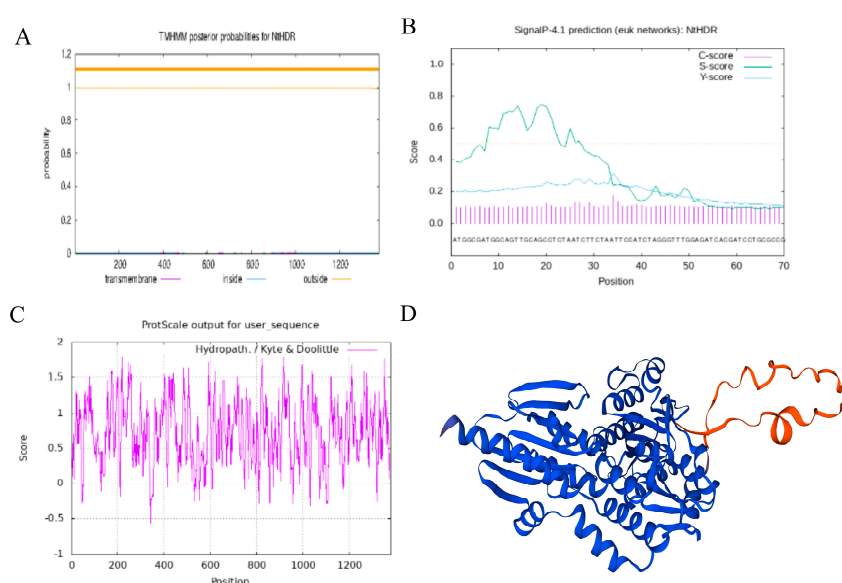 A
TMHMM posterior probabilities for NtHDR
1.2
1
0.8
0.6
0.4
0.2
0
probability
200 400 600 800 1000 1200
transmembrane inside outside
B
SignalP-4.1 prediction (euk networks): NtHDR
C-score
S-score
Y-score
1.0
0.8
0.6
0.4
0.2
0.0
Score
0 10 20 30 40 50 60 70
Position
C
ProtScale output for user_sequence
Hydropath. / Kyte & Doolittle
2
1.5
1
0.5
0
-0.5
-1
Score
0 200 400 600 800 1000 1200
Position
D